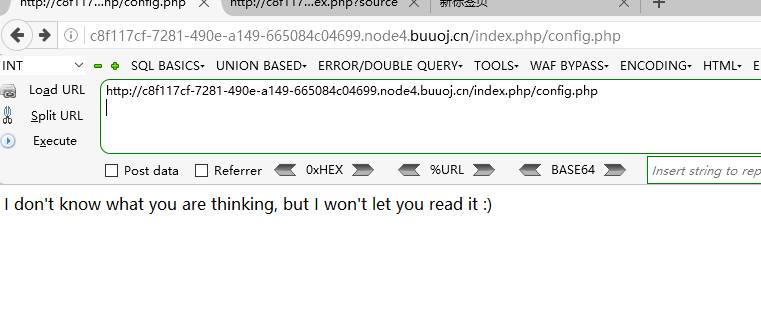 http://c8f117...hp/config.php
http://c8f117...ex.php?source
新标签页
c8f117cf-7281-490e-a149-665084c04699.node4.buuoj.cn/index.php/config.php
INT
SQL BASICS
UNION BASED
ERROR/DOUBLE QUERY
TOOLS
WAF BYPASS
ENCODING
HTML
E
Load URL
http://c8f117cf-7281-490e-a149-665084c04699.node4.buuoj.cn/index.php/config.php
Split URL
Execute
Post data
Referrer
0xHEX
%URL
BASE64
Insert string to rep
I don't know what you are thinking, but I won't let you read it :)